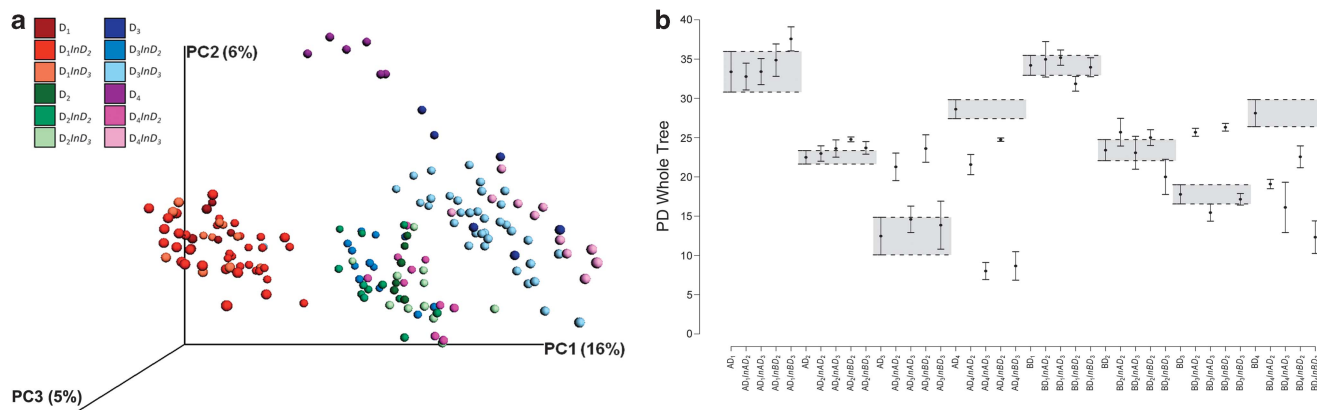 a
D₁
D₁InD₂
D₁InD₃
D₂
D₂InD₂
D₂InD₃
D₃
D₃InD₂
D₃InD₃
D₄
D₄InD₂
D₄InD₃
PC2 (6%)
PC1 (16%)
PC3 (5%)
b
PD Whole Tree
40
35
30
25
20
15
10
5
0
AD₁
AD₁InAD₂
AD₁InAD₃
AD₁InBD₂
AD₁InBD₃
AD₂
AD₂InAD₂
AD₂InAD₃
AD₂InBD₂
AD₂InBD₃
AD₃
AD₃InAD₂
AD₃InAD₃
AD₃InBD₂
AD₃InBD₃
AD₄
AD₄InAD₂
AD₄InAD₃
AD₄InBD₂
AD₄InBD₃
BD₁
BD₁InAD₂
BD₁InAD₃
BD₁InBD₂
BD₁InBD₃
BD₂
BD₂InAD₂
BD₂InAD₃
BD₂InBD₂
BD₂InBD₃
BD₃
BD₃InAD₂
BD₃InAD₃
BD₃InBD₂
BD₃InBD₃
BD₄
BD₄InAD₂
BD₄InAD₃
BD₄InBD₂
BD₄InBD₃